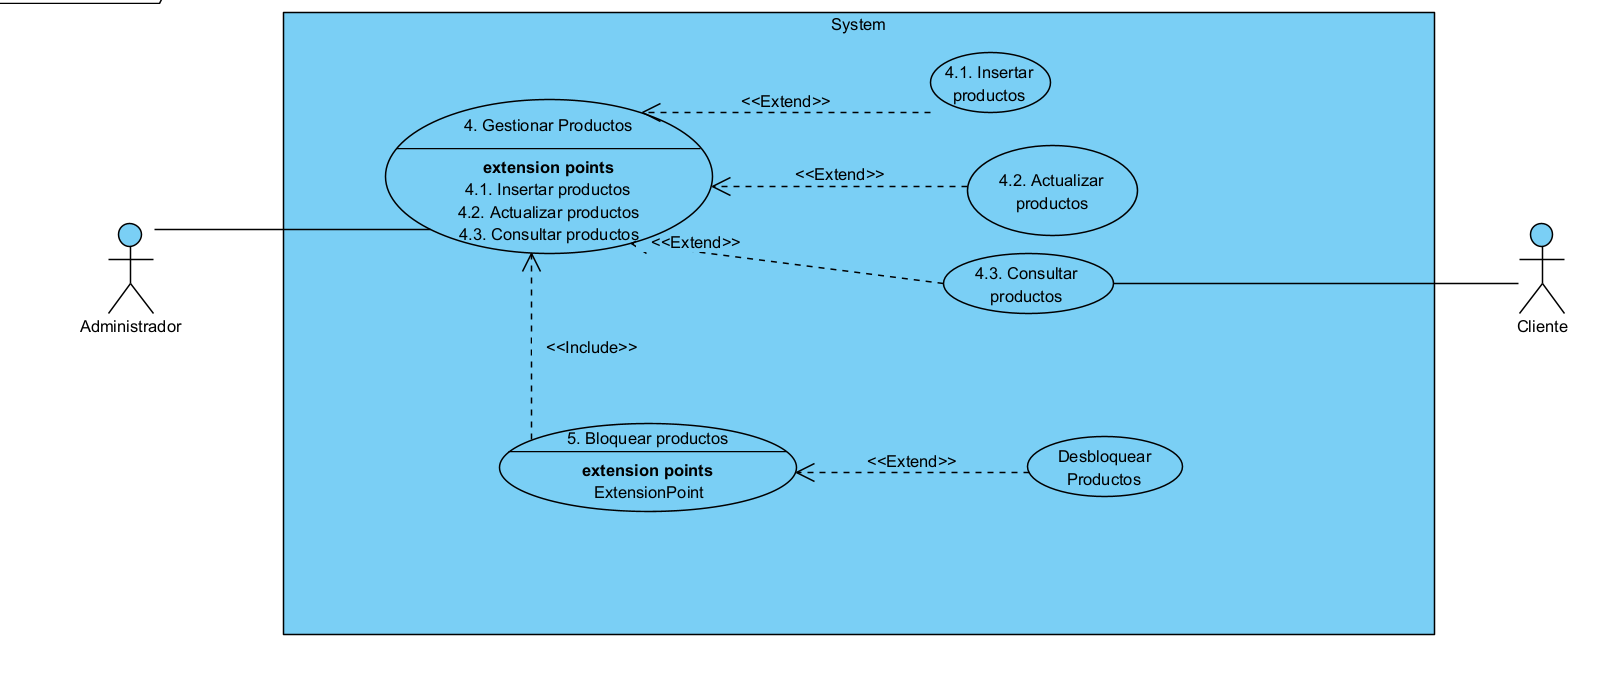 System
4.1. Insertar
productos
<<Extend>>
4. Gestionar Productos
extension points
4.1. Insertar productos
4.2. Actualizar productos
4.3. Consultar productos
<<Extend>>
4.2. Actualizar
productos
<<Extend>>
4.3. Consultar
productos
Administrador
Cliente
<<Include>>
5. Bloquear productos
extension points
ExtensionPoint
<<Extend>>
Desbloquear
Productos